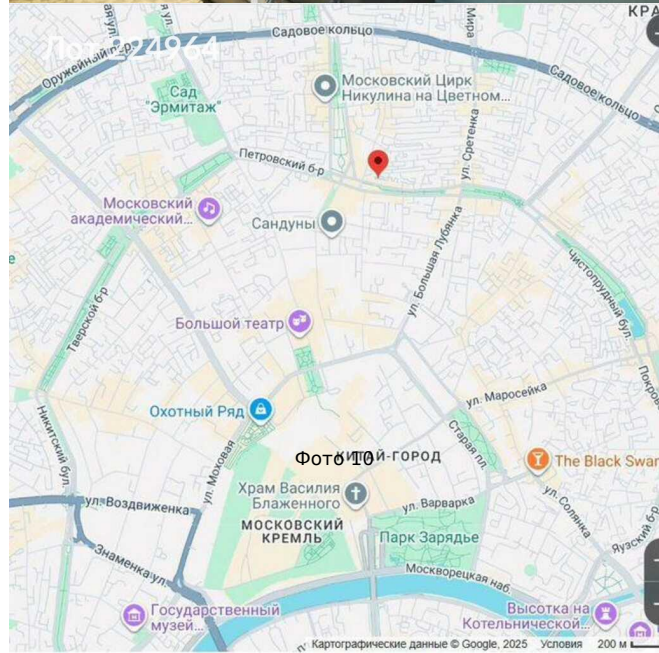 КРА
Лот 224964
Садовое кольцо
Мира
Оружейный
Сад
"Эрмитаж"
Московский Цирк
Никулина на Цветном...
Садовое кольцо
ул. Сретенка
Петровский б-р
Московский
академический...
Сандуны
ул. Большая Лубянка
Чистопрудный бул.
Большой театр
Тверской б-р
Покров
ул. Маросейка
Охотный Ряд
Никитский бул.
ул. Моховая
Старая пл.
КИТАЙ-ГОРОД
Фото 10
The Black Swan
Храм Василия
Блаженного
ул. Воздвиженка
ул. Варварка
ул. Солянка
МОСКОВСКИЙ
КРЕМЛЬ
Парк Зарядье
Яузский б-р
Знаменка ул.
Москворецкая наб.
Государственный
музей...
Высотка на
Котельнической...
Картографические данные © Google, 2025 Условия 200 м